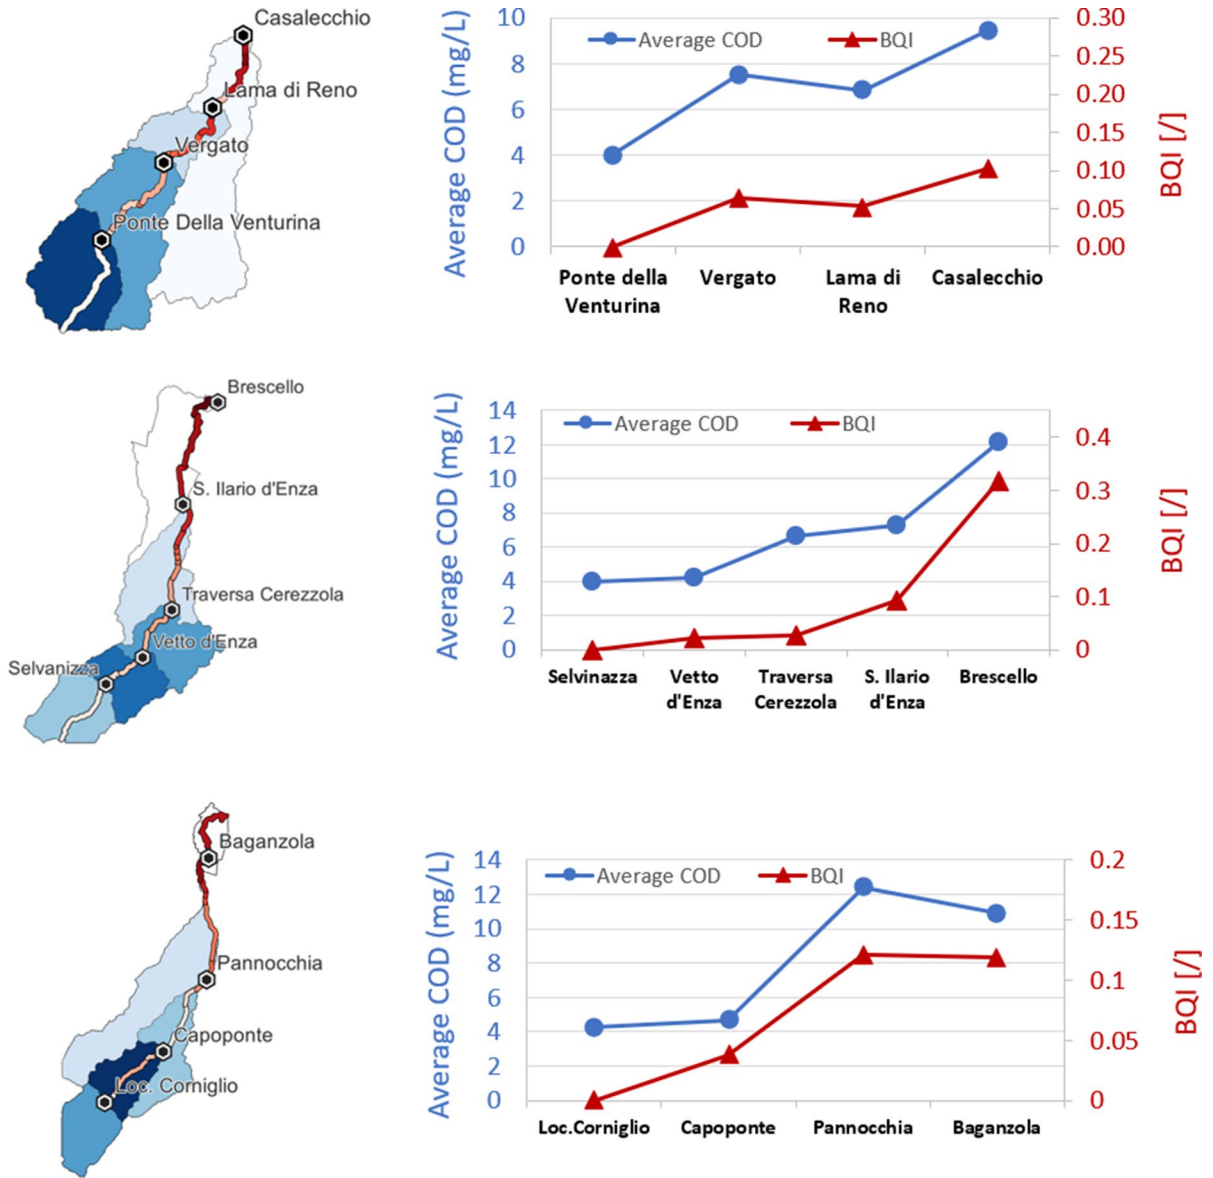 Casalecchio
Lama di Reno
Vergato
Ponte Della Venturina
Average COD (mg/L)
10
8
6
4
2
0
Average COD
BQI
0.30
0.25
0.20
0.15
0.10
0.05
0.00
BQI [/]
Ponte della
Venturina
Vergato
Lama di
Reno
Casalecchio
Brescello
S. Ilario d'Enza
Traversa Cerezzola
Vetto d'Enza
Selvanizza
Average COD (mg/L)
14
12
10
8
6
4
2
0
Average COD
BQI
0.4
0.3
0.2
0.1
0
BQI [/]
Selvinazza
Vetto
d'Enza
Traversa
Cerezzola
S. Ilario
d'Enza
Brescello
Baganzola
Pannocchia
Capoponte
Loc. Corniglio
Average COD (mg/L)
14
12
10
8
6
4
2
0
Average COD
BQI
0.2
0.15
0.1
0.05
0
BQI [/]
Loc.Corniglio
Capoponte
Pannocchia
Baganzola